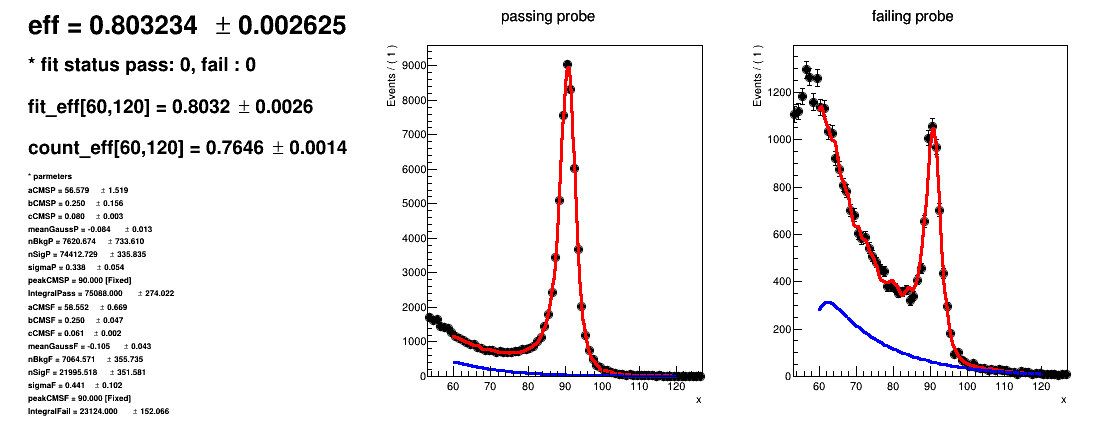 eff = 0.803234 ± 0.002625
* fit status pass: 0, fail : 0
fit_eff[60,120] = 0.8032 ± 0.0026
count_eff[60,120] = 0.7646 ± 0.0014
* parmeters
aCMSP = 56.579 ± 1.519
bCMSP = 0.250 ± 0.156
cCMSP = 0.080 ± 0.003
meanGaussP = -0.084 ± 0.013
nBkgP = 7620.674 ± 733.610
nSigP = 74412.729 ± 335.835
sigmaP = 0.338 ± 0.054
peakCMSP = 90.000 [Fixed]
IntegralPass = 75088.000 ± 274.022
aCMSF = 58.552 ± 0.669
bCMSF = 0.250 ± 0.047
cCMSF = 0.061 ± 0.002
meanGaussF = -0.105 ± 0.043
nBkgF = 7064.571 ± 355.735
nSigF = 21995.518 ± 351.581
sigmaF = 0.441 ± 0.102
peakCMSF = 90.000 [Fixed]
IntegralFail = 23124.000 ± 152.066
passing probe
Events / ( 1 )
9000
8000
7000
6000
5000
4000
3000
2000
1000
0
60 70 80 90 100 110 120
x
failing probe
Events / ( 1 )
1200
1000
800
600
400
200
0
60 70 80 90 100 110 120
x